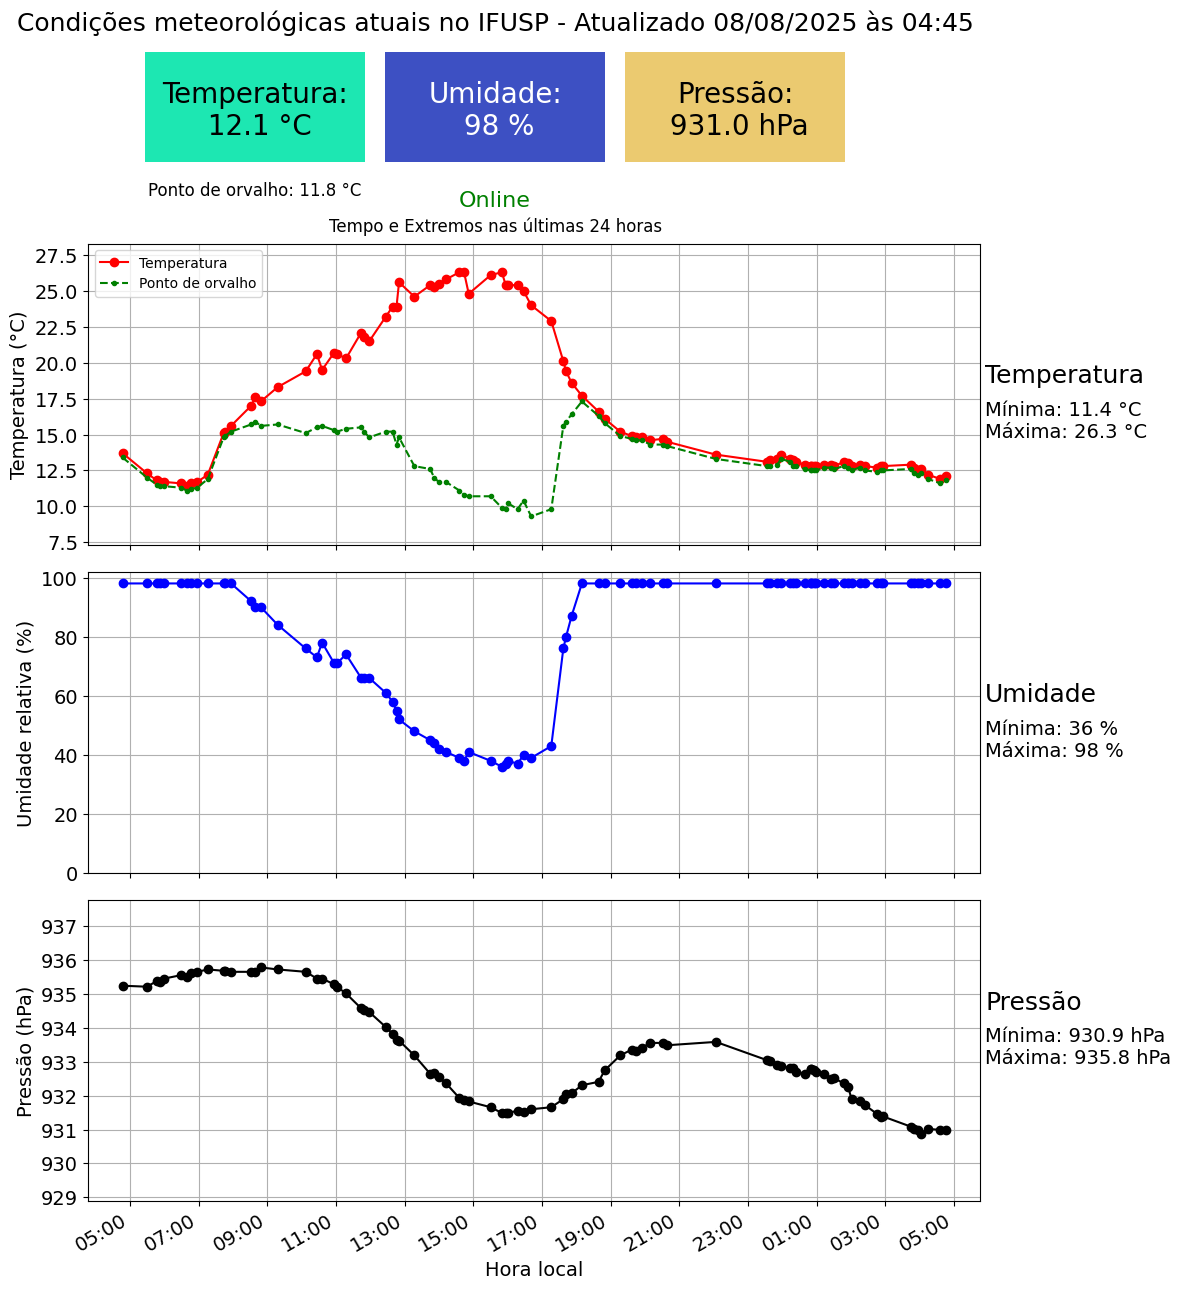 Condições meteorológicas atuais no IFUSP - Atualizado 08/08/2025 às 04:45
Temperatura:
12.1 °C
Umidade:
98 %
Pressão:
931.0 hPa
Ponto de orvalho: 11.8 °C
Online
Tempo e Extremos nas últimas 24 horas
Temperatura
Ponto de orvalho
Temperatura (°C)
27.5
25.0
22.5
20.0
17.5
15.0
12.5
10.0
7.5
Temperatura
Mínima: 11.4 °C
Máxima: 26.3 °C
Umidade relativa (%)
100
80
60
40
20
0
Umidade
Mínima: 36 %
Máxima: 98 %
Pressão (hPa)
937
936
935
934
933
932
931
930
929
Pressão
Mínima: 930.9 hPa
Máxima: 935.8 hPa
05:00
07:00
09:00
11:00
13:00
15:00
17:00
19:00
21:00
23:00
01:00
03:00
05:00
Hora local